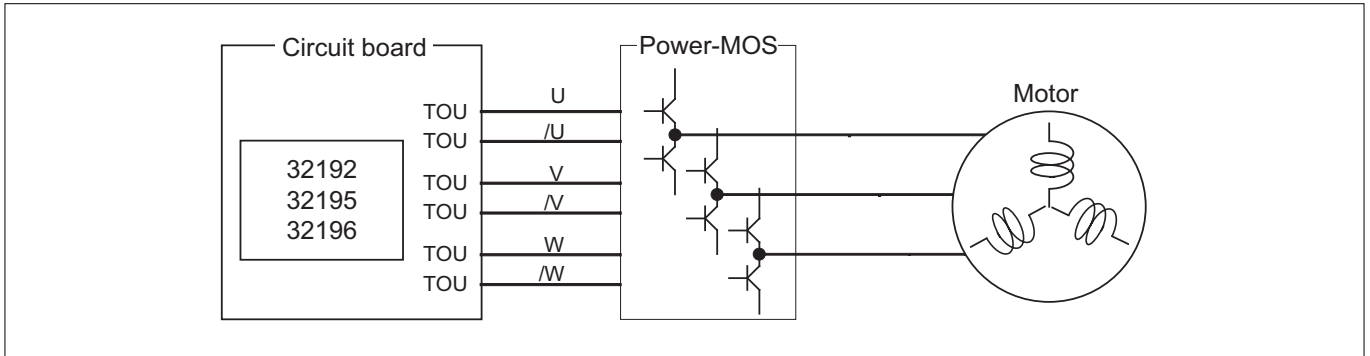 Circuit board
Power-MOS
Motor
TOU U
TOU /U
TOU V
TOU /V
TOU W
TOU /W
32192
32195
32196